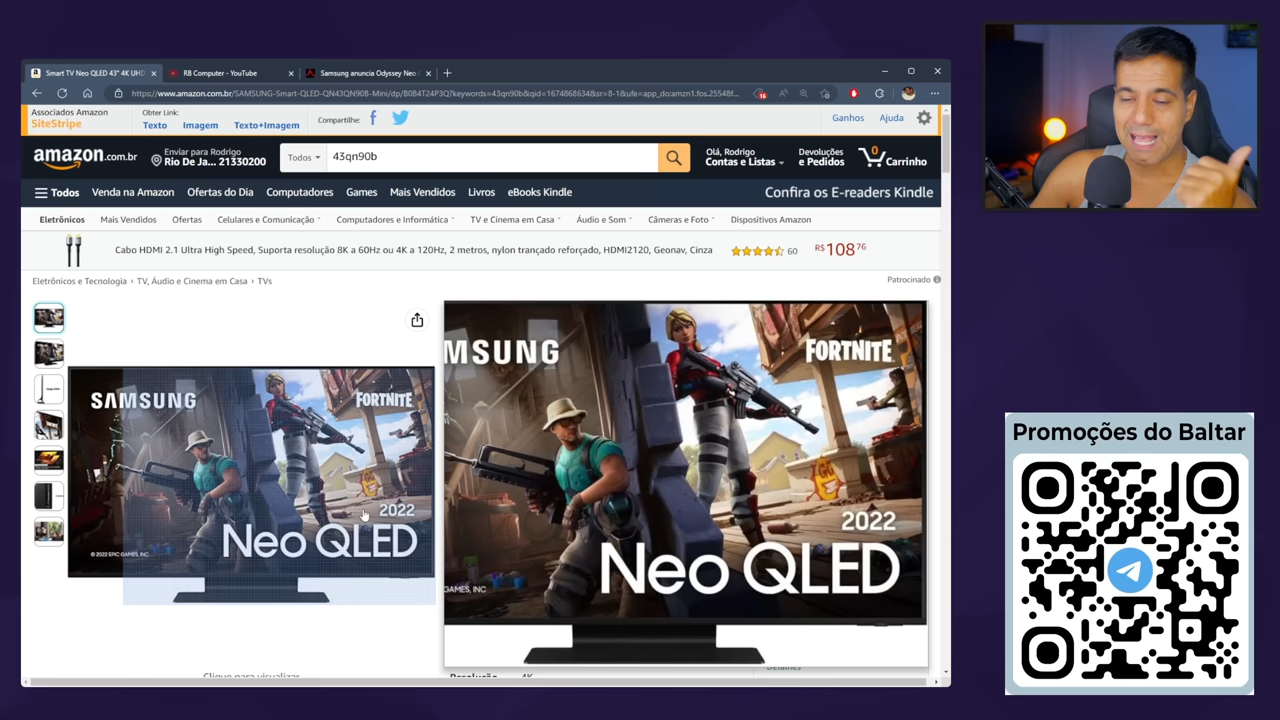 Smart TV Neo QLED 43" 4K UHD
RB Computer - YouTube
Samsung anuncia Odyssey Neo
https://www.amazon.com.br/SAMSUNG-Smart-QLED-QN43QN90B-Mini/dp/B0B4T24P3Q?keywords=43qn90b&qid=1674868634&sr=8-1&ufe=app_do:amzn1.fos.25548f...
16
Associados Amazon
SiteStripe
Obter Link:
Texto
Imagem
Texto+Imagem
Compartilhe:
Ganhos
Ajuda
amazon.com.br
Enviar para Rodrigo
Rio De Ja... 21330200
Todos
43qn90b
Olá, Rodrigo
Contas e Listas
Devoluções
e Pedidos
0
Carrinho
Todos
Venda na Amazon
Ofertas do Dia
Computadores
Games
Mais Vendidos
Livros
eBooks Kindle
Confira os E-readers Kindle
Eletrônicos
Mais Vendidos
Ofertas
Celulares e Comunicação
Computadores e Informática
TV e Cinema em Casa
Áudio e Som
Câmeras e Foto
Dispositivos Amazon
Cabo HDMI 2.1 Ultra High Speed, Suporta resolução 8K a 60Hz ou 4K a 120Hz, 2 metros, nylon trançado reforçado, HDMI2120, Geonav, Cinza
60
R$10876
Eletrônicos e Tecnologia › TV, Áudio e Cinema em Casa › TVs
Patrocinado
SAMSUNG
FORTNITE
2022
Neo QLED
© 2022 EPIC GAMES, INC
MSUNG
FORTNITE
2022
Neo QLED
GAMES, INC
Clique para visualizar
Resolução
4K
Detalhes
Promoções do Baltar